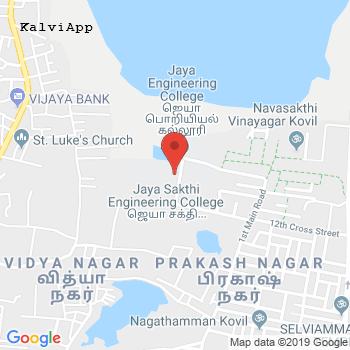 KalviApp
Jaya
Engineering
College
ஜெயா
பொறியியல்
கல்லூரி
VIJAYA BANK
Navasakthi
Vinayagar Kovil
St. Luke's Church
Jaya Sakthi
Engineering College
ஜெயா சக்தி...
1st Main Road
12th Cross Street
VIDYA NAGAR
வித்யா
நகர்
PRAKASH NAGAR
பிரகாஷ்
நகர்
Nagathamman Kovil
SELVIAMMAN
Google
Map data ©2019 Google